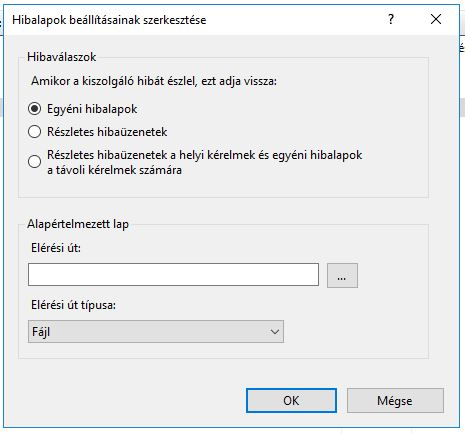 Hibalapok beállításainak szerkesztése
Hibaválaszok
Amikor a kiszolgáló hibát észlel, ezt adja vissza:
Egyéni hibalapok
Részletes hibaüzenetek
Részletes hibaüzenetek a helyi kérelmek és egyéni hibalapok
a távoli kérelmek számára
Alapértelmezett lap
Elérési út:
...
Elérési út típusa:
Fájl
OK
Mégse